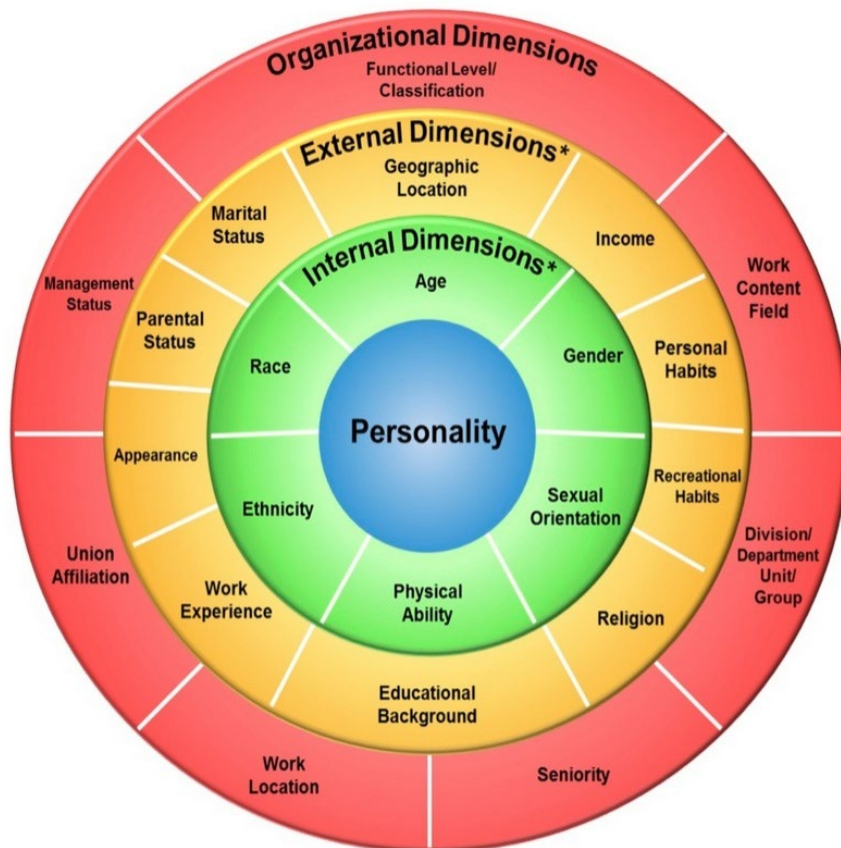 Organizational Dimensions
Functional Level/
Classification
External Dimensions*
Geographic
Location
Internal Dimensions*
Age
Personality
Marital
Status
Income
Management
Status
Work
Content
Field
Parental
Status
Personal
Habits
Race
Gender
Appearance
Recreational
Habits
Ethnicity
Sexual
Orientation
Union
Affiliation
Division/
Department
Unit/
Group
Work
Experience
Physical
Ability
Religion
Educational
Background
Work
Location
Seniority